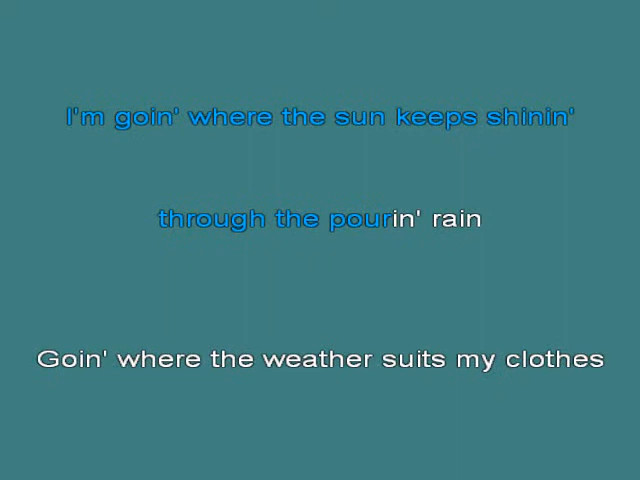 I'm goin' where the sun keeps shinin'
through the pourin' rain
Goin' where the weather suits my clothes